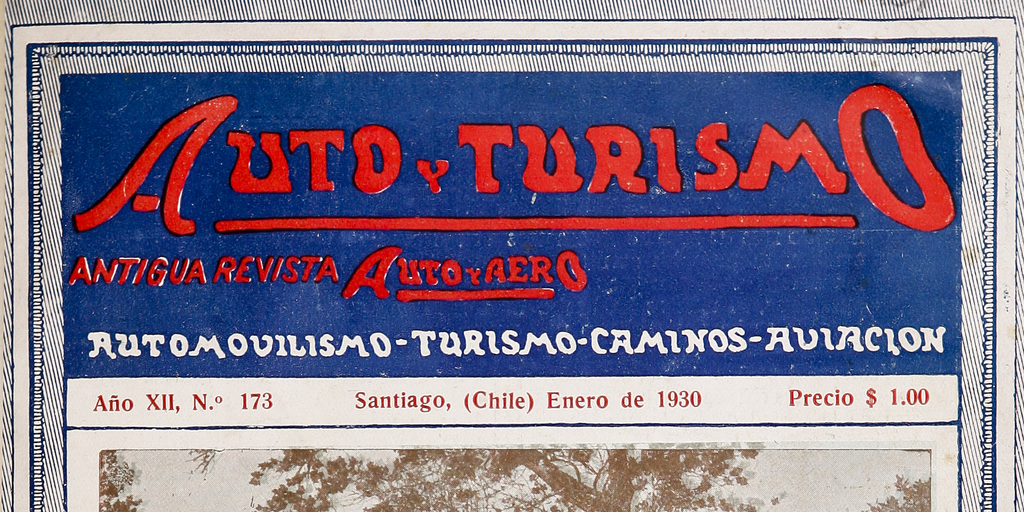 AUTO Y TURISMO
ANTIGUA REVISTA AUTO Y AERO
AUTOMOVILISMO-TURISMO-CAMINOS-AVIACION
Año XII, N.º 173 Santiago, (Chile) Enero de 1930 Precio $ 1.00